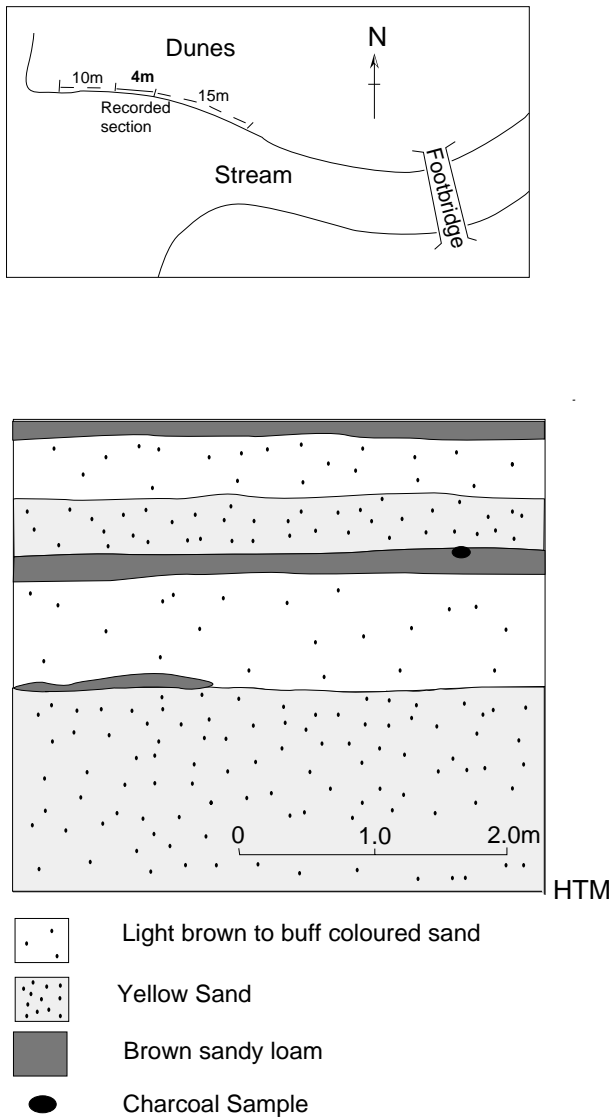 Dunes
N
10m
4m
15m
Recorded
section
Stream
Footbridge
0
1.0
2.0m
HTM
Light brown to buff coloured sand
Yellow Sand
Brown sandy loam
Charcoal Sample